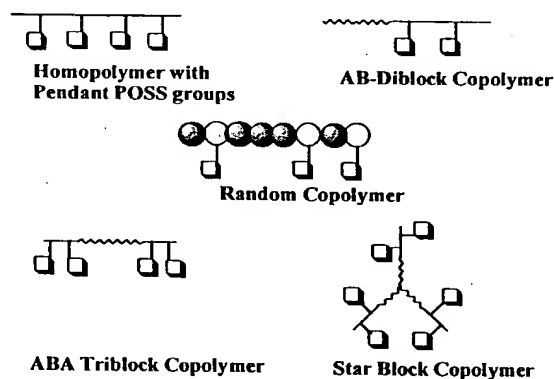 Homopolymer with
Pendant POSS groups
AB-Diblock Copolymer
Random Copolymer
ABA Triblock Copolymer
Star Block Copolymer